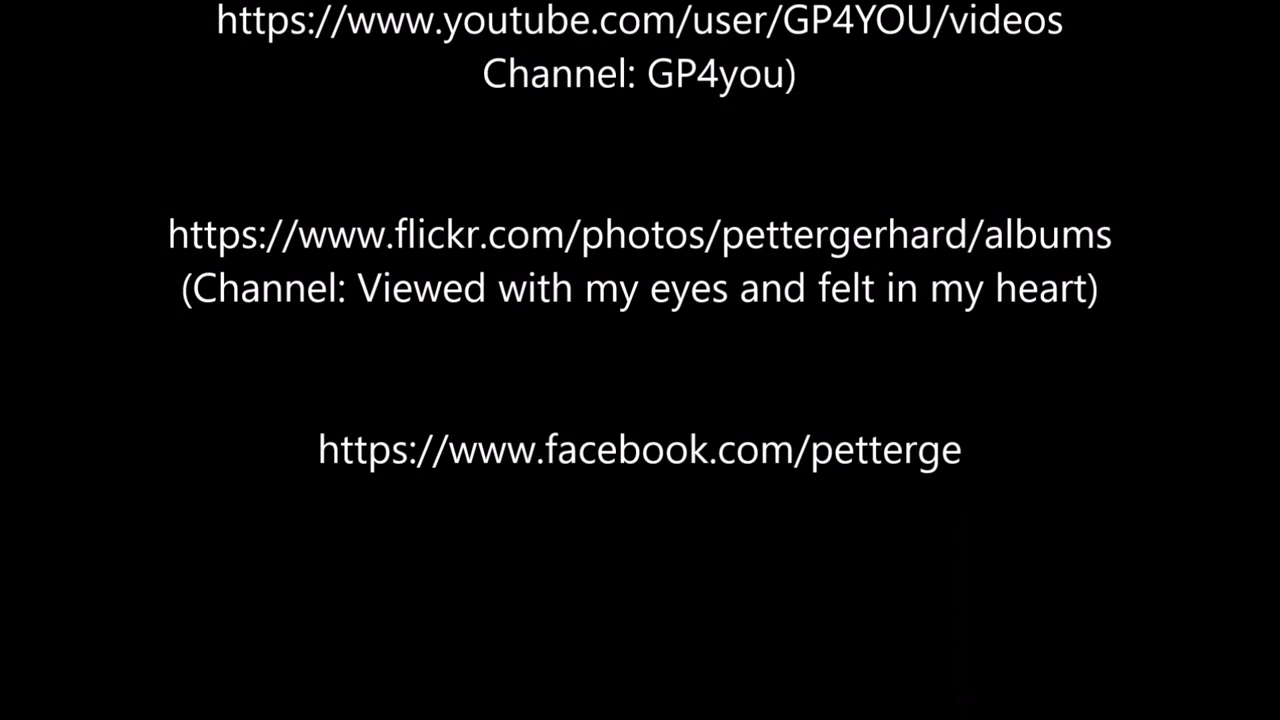 https://www.youtube.com/user/GP4YOU/videos
Channel: GP4you)
https://www.flickr.com/photos/pettergerhard/albums
(Channel: Viewed with my eyes and felt in my heart)
https://www.facebook.com/petterge